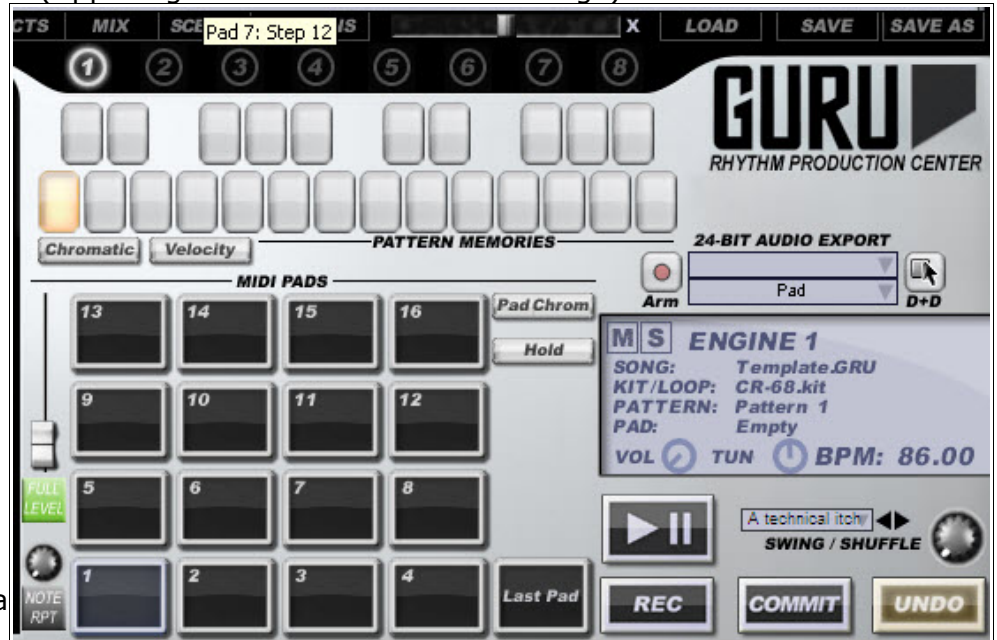 CTS MIX SCE Pad 7: Step 12 IS X LOAD SAVE SAVE AS
1 2 3 4 5 6 7 8
GURU
RHYTHM PRODUCTION CENTER
Chromatic Velocity PATTERN MEMORIES 24-BIT AUDIO EXPORT
MIDI PADS
Arm Pad D+D
13 14 15 16 Pad Chrom
Hold
M S ENGINE 1
SONG: Template.GRU
KIT/LOOP: CR-68.kit
PATTERN: Pattern 1
PAD: Empty
VOL TUN BPM: 86.00
9 10 11 12
FULL LEVEL
5 6 7 8
A technical itch
SWING / SHUFFLE
a
NOTE RPT
1 2 3 4 Last Pad
REC COMMIT UNDO